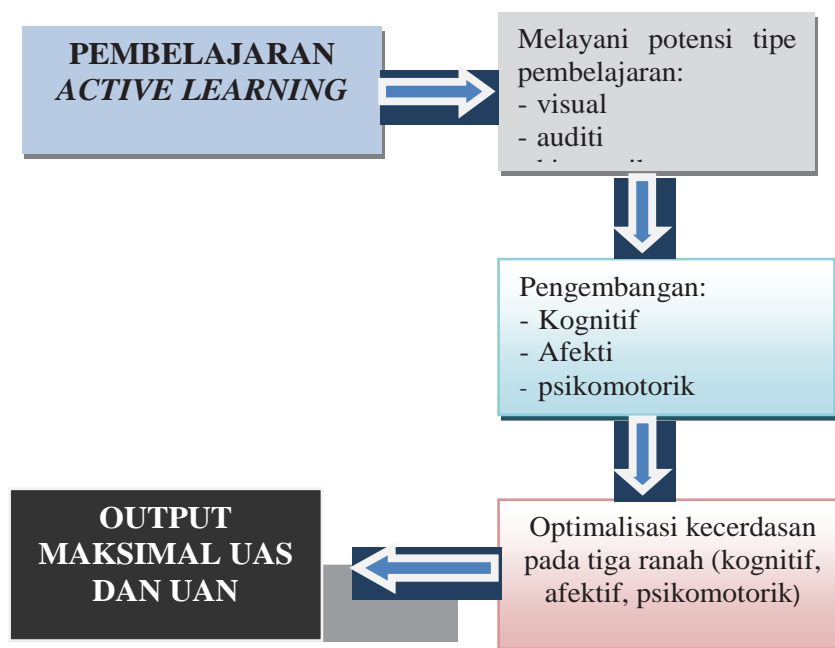 PEMBELAJARAN
ACTIVE LEARNING
Melayani potensi tipe
pembelajaran:
- visual
- auditi
Pengembangan:
- Kognitif
- Afekti
- psikomotorik
Optimalisasi kecerdasan
pada tiga ranah (kognitif,
afektif, psikomotorik)
OUTPUT
MAKSIMAL UAS
DAN UAN